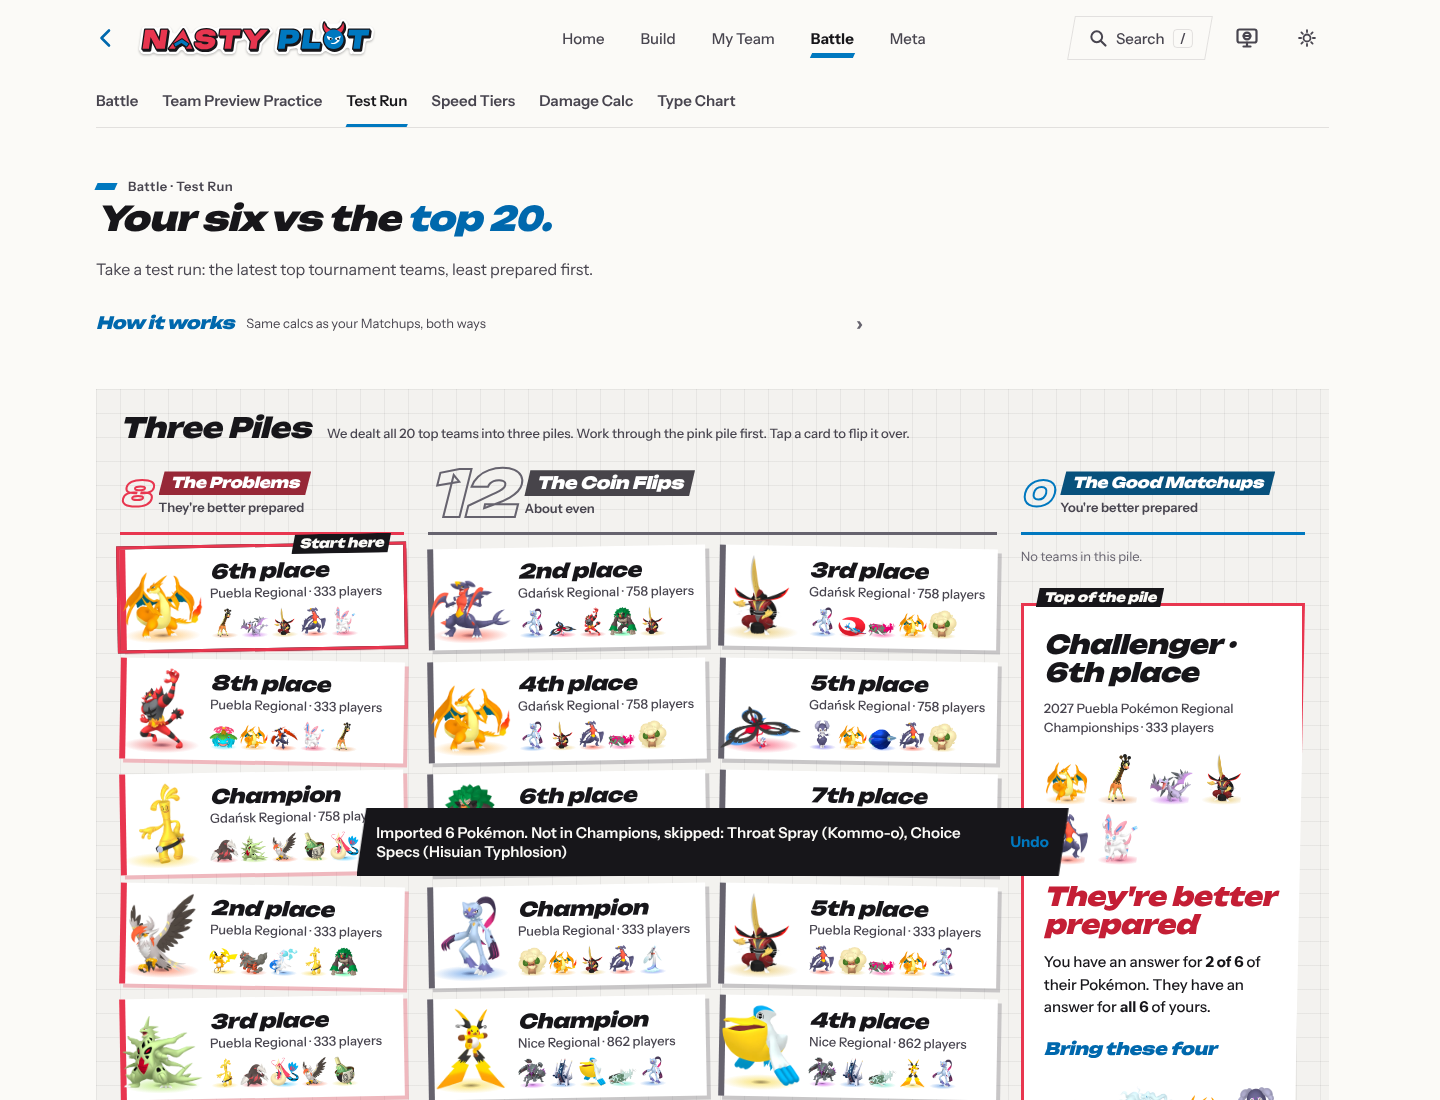 NASTY PLOT
Home
Build
My Team
Battle
Meta
Search /
Battle
Team Preview Practice
Test Run
Speed Tiers
Damage Calc
Type Chart
Battle · Test Run
Your six vs the top 20.
Take a test run: the latest top tournament teams, least prepared first.
How it works Same calcs as your Matchups, both ways ›
Three Piles We dealt all 20 top teams into three piles. Work through the pink pile first. Tap a card to flip it over.
8 The Problems
They're better prepared
12 The Coin Flips
About even
0 The Good Matchups
You're better prepared
Start here
6th place
Puebla Regional · 333 players
2nd place
Gdańsk Regional · 758 players
3rd place
Gdańsk Regional · 758 players
No teams in this pile.
8th place
Puebla Regional · 333 players
4th place
Gdańsk Regional · 758 players
5th place
Gdańsk Regional · 758 players
Champion
Gdańsk Regional · 758 play
6th place
7th place
2nd place
Puebla Regional · 333 players
Champion
Puebla Regional · 333 players
5th place
Puebla Regional · 333 players
3rd place
Puebla Regional · 333 players
Champion
Nice Regional · 862 players
4th place
Nice Regional · 862 players
Top of the pile
Challenger ·
6th place
2027 Puebla Pokémon Regional
Championships · 333 players
They're better
prepared
You have an answer for 2 of 6 of
their Pokémon. They have an
answer for all 6 of yours.
Bring these four
Imported 6 Pokémon. Not in Champions, skipped: Throat Spray (Kommo-o), Choice
Specs (Hisuian Typhlosion)
Undo